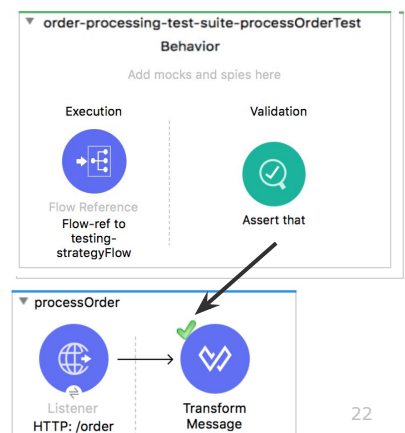 order-processing-test-suite-processOrderTest
Behavior
Add mocks and spies here
Execution
Validation
Flow Reference
Flow-ref to
testing-
strategyFlow
Assert that
processOrder
Listener
HTTP: /order
Transform
Message
22